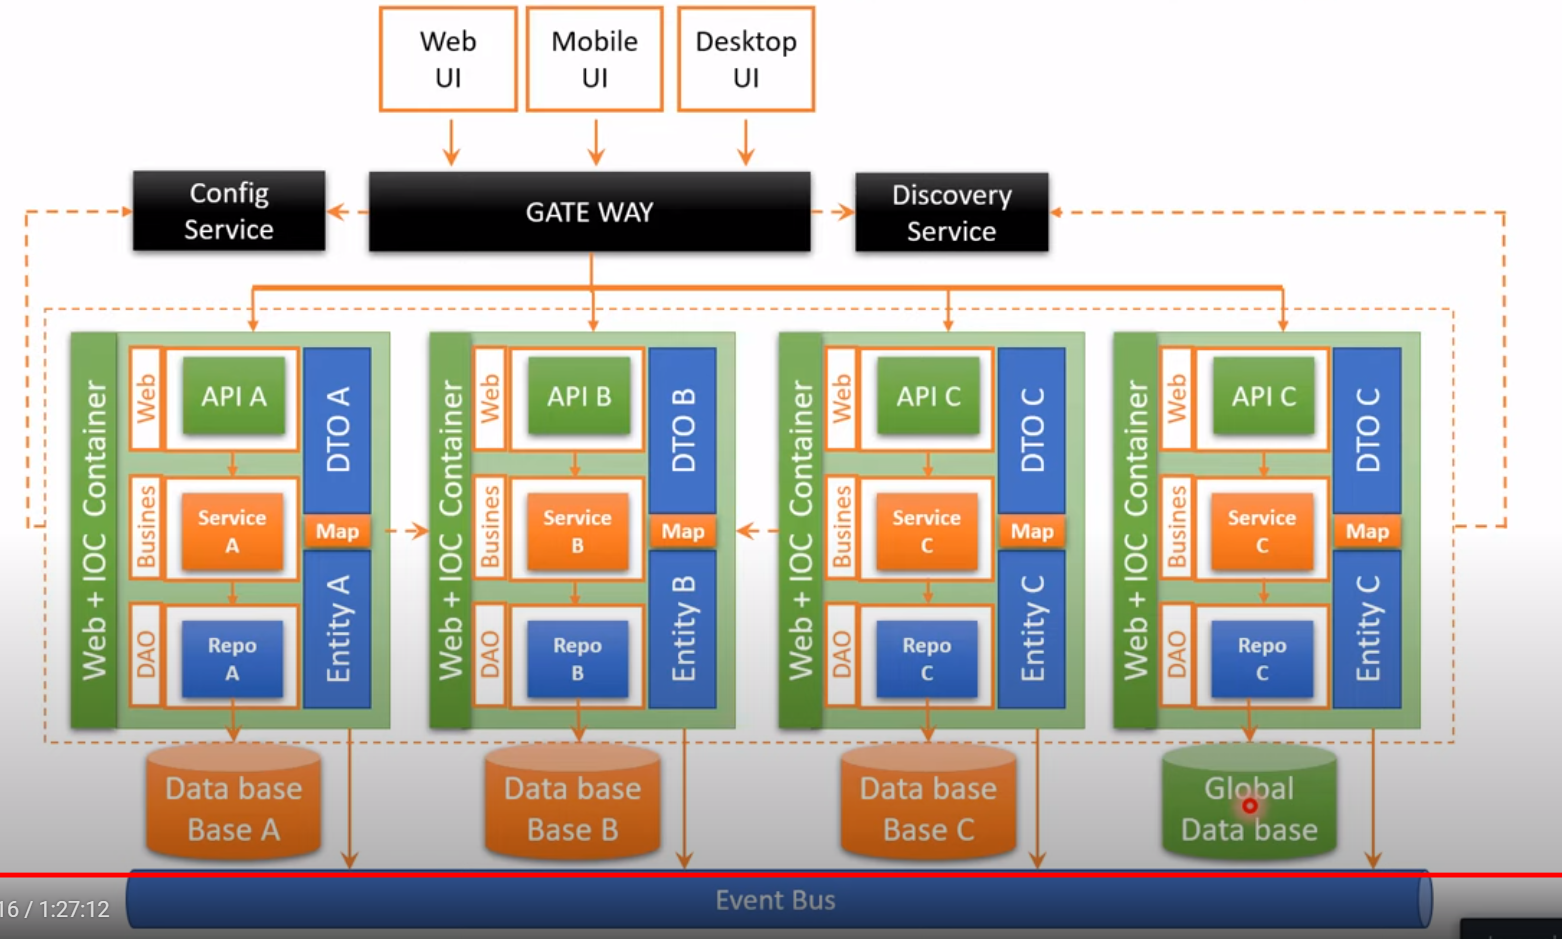 Web
UI
Mobile
UI
Desktop
UI
Config
Service
GATE WAY
Discovery
Service
Web + IOC Container
Web
API A
DTO A
Busines
Service
A
Map
DAO
Repo
A
Entity A
Web + IOC Container
Web
API B
DTO B
Busines
Service
B
Map
DAO
Repo
B
Entity B
Web + IOC Container
Web
API C
DTO C
Busines
Service
C
Map
DAO
Repo
C
Entity C
Web + IOC Container
Web
API C
DTO C
Busines
Service
C
Map
DAO
Repo
C
Entity C
Data base
Base A
Data base
Base B
Data base
Base C
Global
Data base
16 / 1:27:12
Event Bus